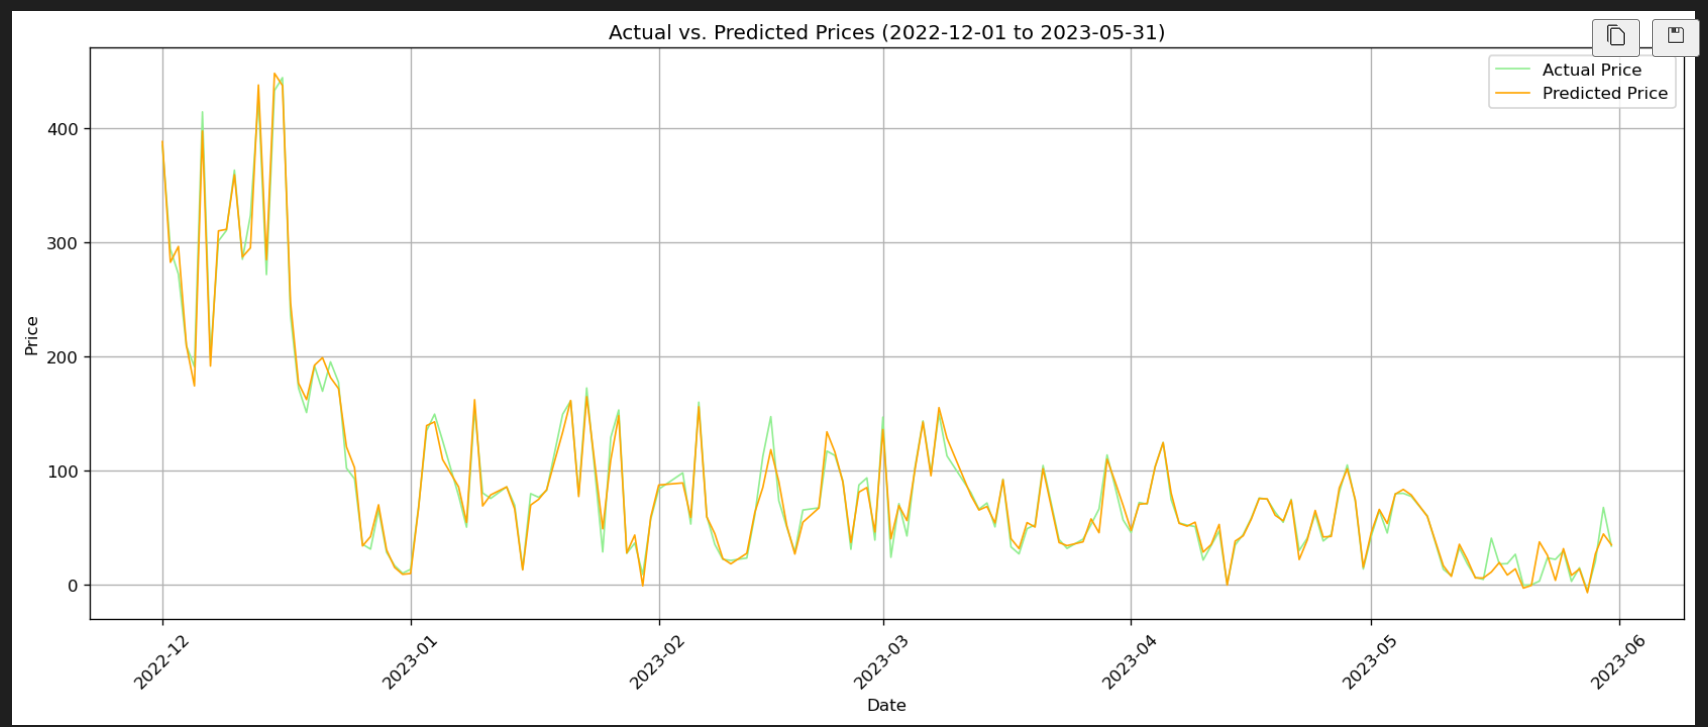 Actual vs. Predicted Prices (2022-12-01 to 2023-05-31)
Actual Price
Predicted Price
400
300
200
100
0
Price
2022-12
2023-01
2023-02
2023-03
2023-04
2023-05
2023-06
Date